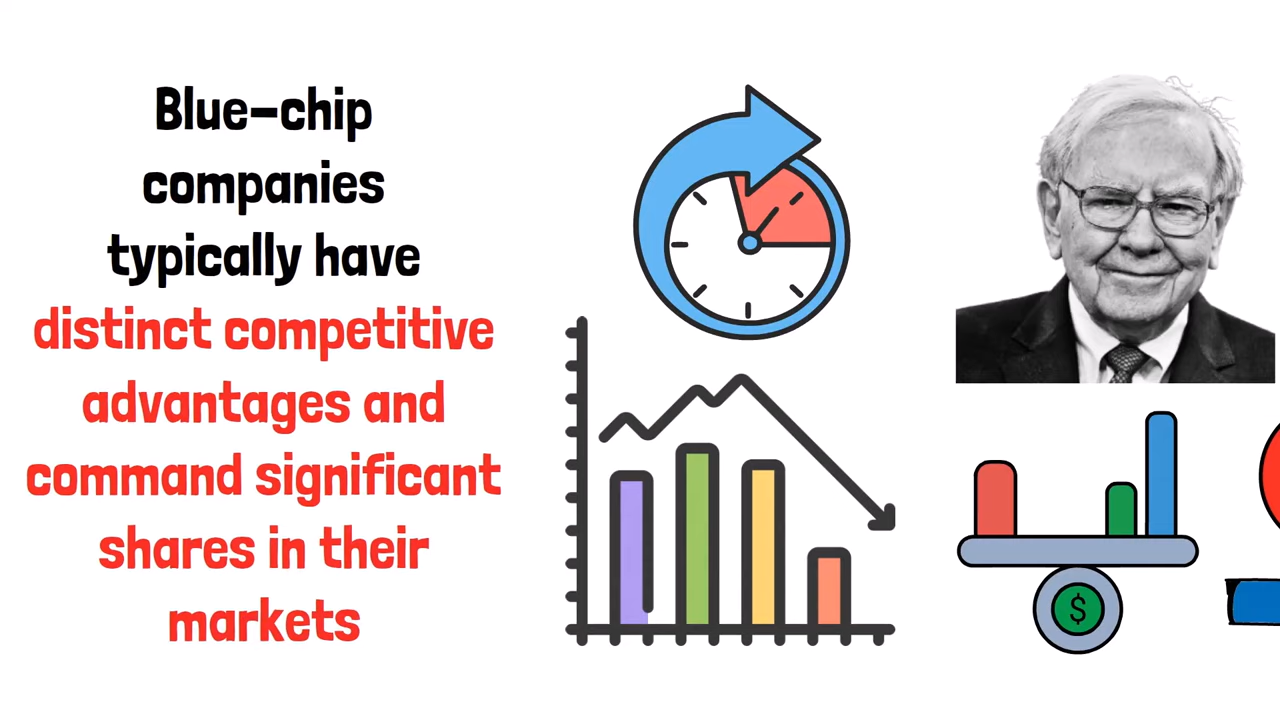 Blue-chip
companies
typically have
distinct competitive
advantages and
command significant
shares in their
markets
$